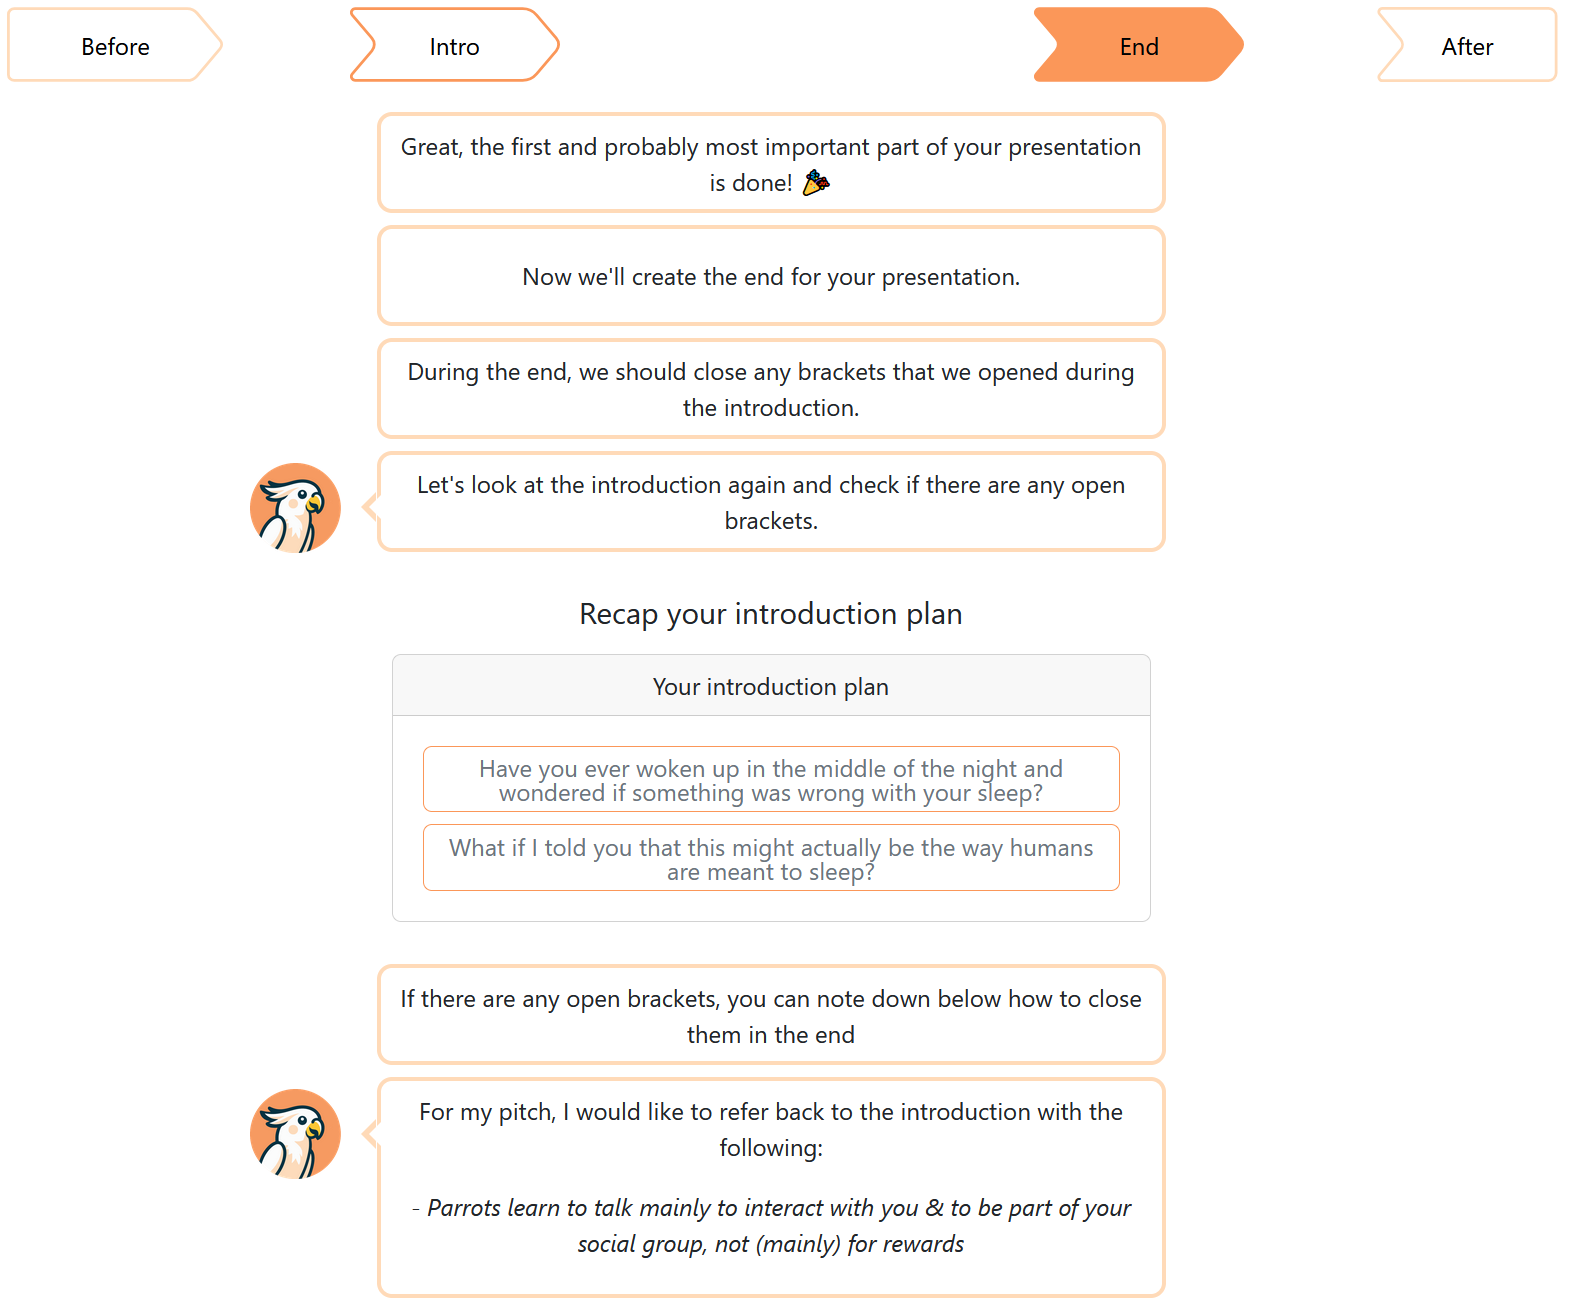 Before
Intro
End
After
Great, the first and probably most important part of your presentation
is done! 🎉
Now we'll create the end for your presentation.
During the end, we should close any brackets that we opened during
the introduction.
Let's look at the introduction again and check if there are any open
brackets.
Recap your introduction plan
Your introduction plan
Have you ever woken up in the middle of the night and
wondered if something was wrong with your sleep?
What if I told you that this might actually be the way humans
are meant to sleep?
If there are any open brackets, you can note down below how to close
them in the end
For my pitch, I would like to refer back to the introduction with the
following:
- Parrots learn to talk mainly to interact with you & to be part of your
social group, not (mainly) for rewards